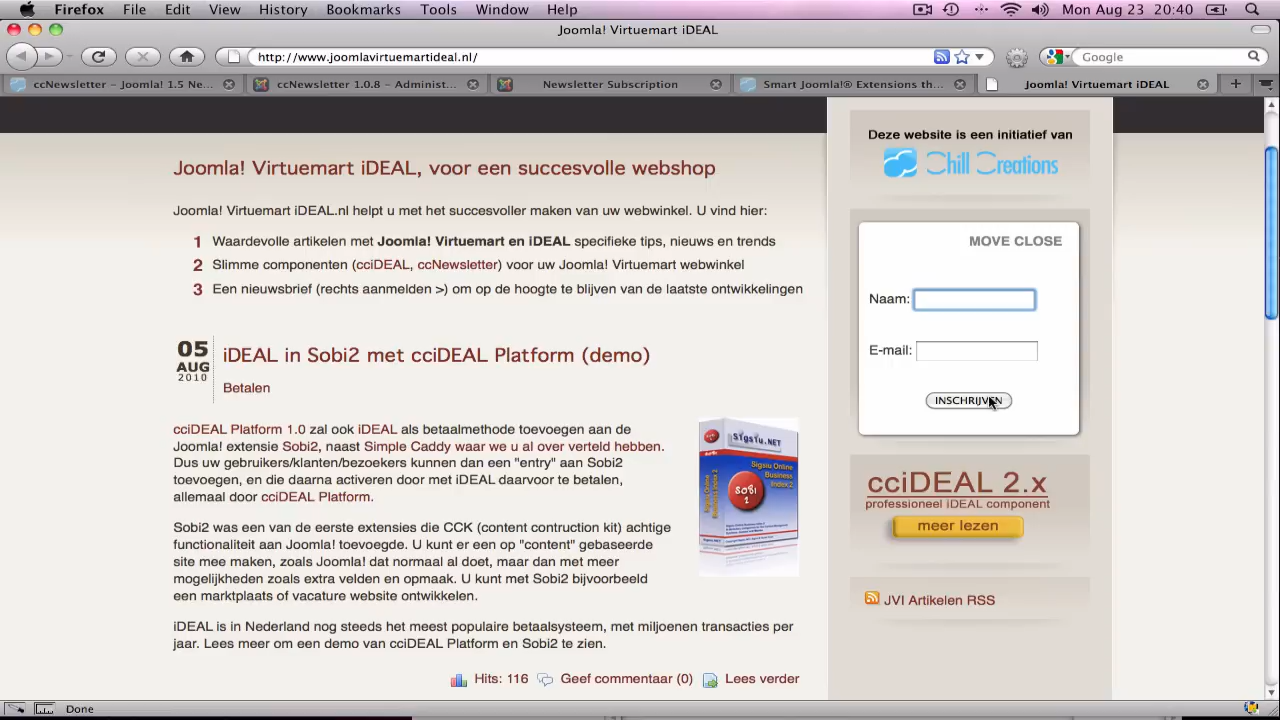 Firefox File Edit View History Bookmarks Tools Window Help Mon Aug 23 20:40
Joomla! Virtuemart iDEAL
http://www.joomlavirtuemartideal.nl/ Google
ccNewsletter – Joomla! 1.5 Ne... ccNewsletter 1.0.8 – Administ... Newsletter Subscription Smart Joomla!® Extensions th... Joomla! Virtuemart iDEAL
Joomla! Virtuemart iDEAL, voor een succesvolle webshop
Joomla! Virtuemart iDEAL.nl helpt u met het succesvoller maken van uw webwinkel. U vind hier:
1 Waardevolle artikelen met Joomla! Virtuemart en iDEAL specifieke tips, nieuws en trends
2 Slimme componenten (cciDEAL, ccNewsletter) voor uw Joomla! Virtuemart webwinkel
3 Een nieuwsbrief (rechts aanmelden >) om op de hoogte te blijven van de laatste ontwikkelingen
05
AUG
2010
iDEAL in Sobi2 met cciDEAL Platform (demo)
Betalen
cciDEAL Platform 1.0 zal ook iDEAL als betaalmethode toevoegen aan de
Joomla! extensie Sobi2, naast Simple Caddy waar we u al over verteld hebben.
Dus uw gebruikers/klanten/bezoekers kunnen dan een "entry" aan Sobi2
toevoegen, en die daarna activeren door met iDEAL daarvoor te betalen,
allemaal door cciDEAL Platform.
Sobi2 was een van de eerste extensies die CCK (content contruction kit) achtige
functionaliteit aan Joomla! toevoegde. U kunt er een op "content" gebaseerde
site mee maken, zoals Joomla! dat normaal al doet, maar dan met meer
mogelijkheden zoals extra velden en opmaak. U kunt met Sobi2 bijvoorbeeld
een marktplaats of vacature website ontwikkelen.
Sigsiu.NET
Sigsiu Online
Business
Index 2
SOBI
2
iDEAL is in Nederland nog steeds het meest populaire betaalsysteem, met miljoenen transacties per
jaar. Lees meer om een demo van cciDEAL Platform en Sobi2 te zien.
Hits: 116 Geef commentaar (0) Lees verder
Deze website is een initiatief van
Chill Creations
MOVE CLOSE
Naam:
E-mail:
INSCHRIJVEN
cciDEAL 2.x
professioneel iDEAL component
meer lezen
JVI Artikelen RSS
Done